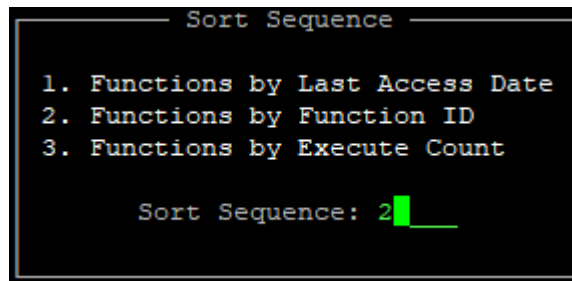 Sort Sequence
1. Functions by Last Access Date
2. Functions by Function ID
3. Functions by Execute Count
Sort Sequence: 2____